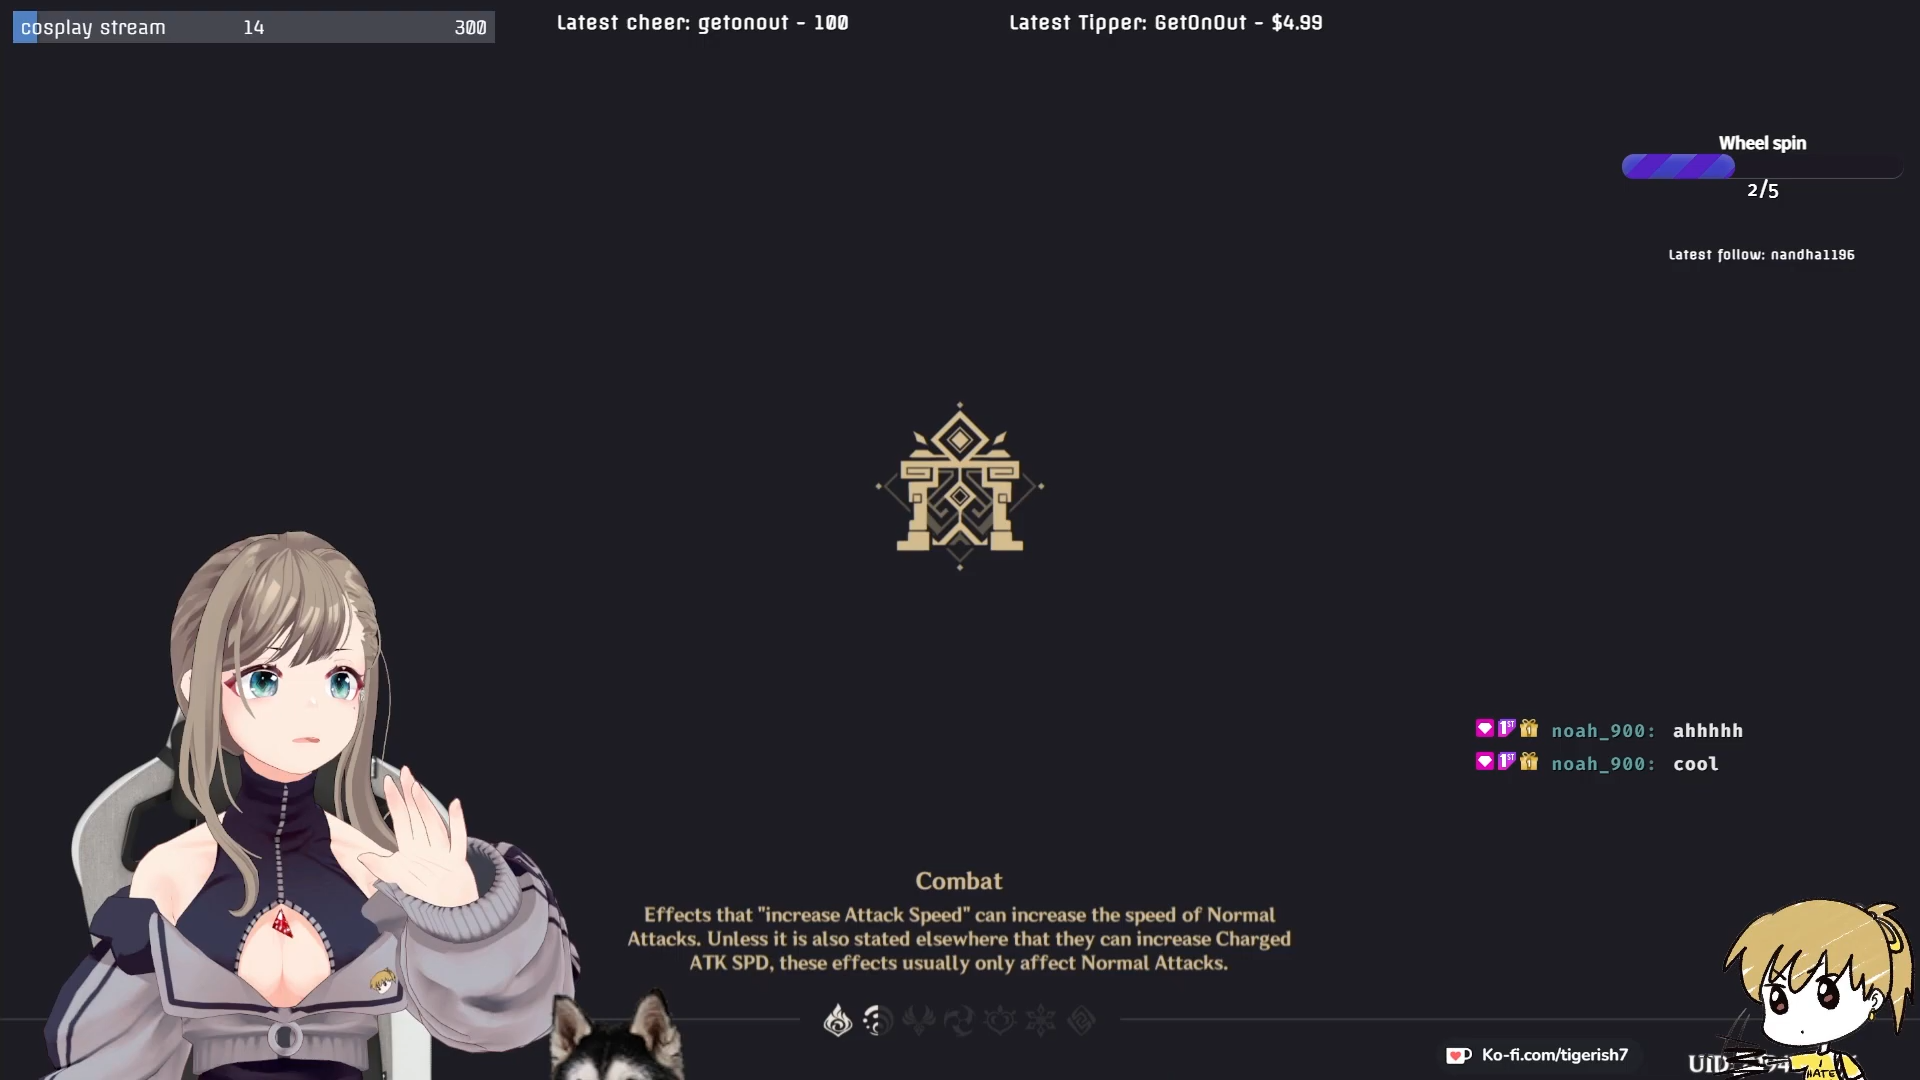 cosplay stream 14 300
Latest cheer: getonout - 100
Latest Tipper: GetOnOut - $4.99
Wheel spin
2/5
Latest follow: nandha1196
noah_900: ahhhhh
noah_900: cool
Combat
Effects that "increase Attack Speed" can increase the speed of Normal
Attacks. Unless it is also stated elsewhere that they can increase Charged
ATK SPD, these effects usually only affect Normal Attacks.
Ko-fi.com/tigerish7
UID:
I
HATE